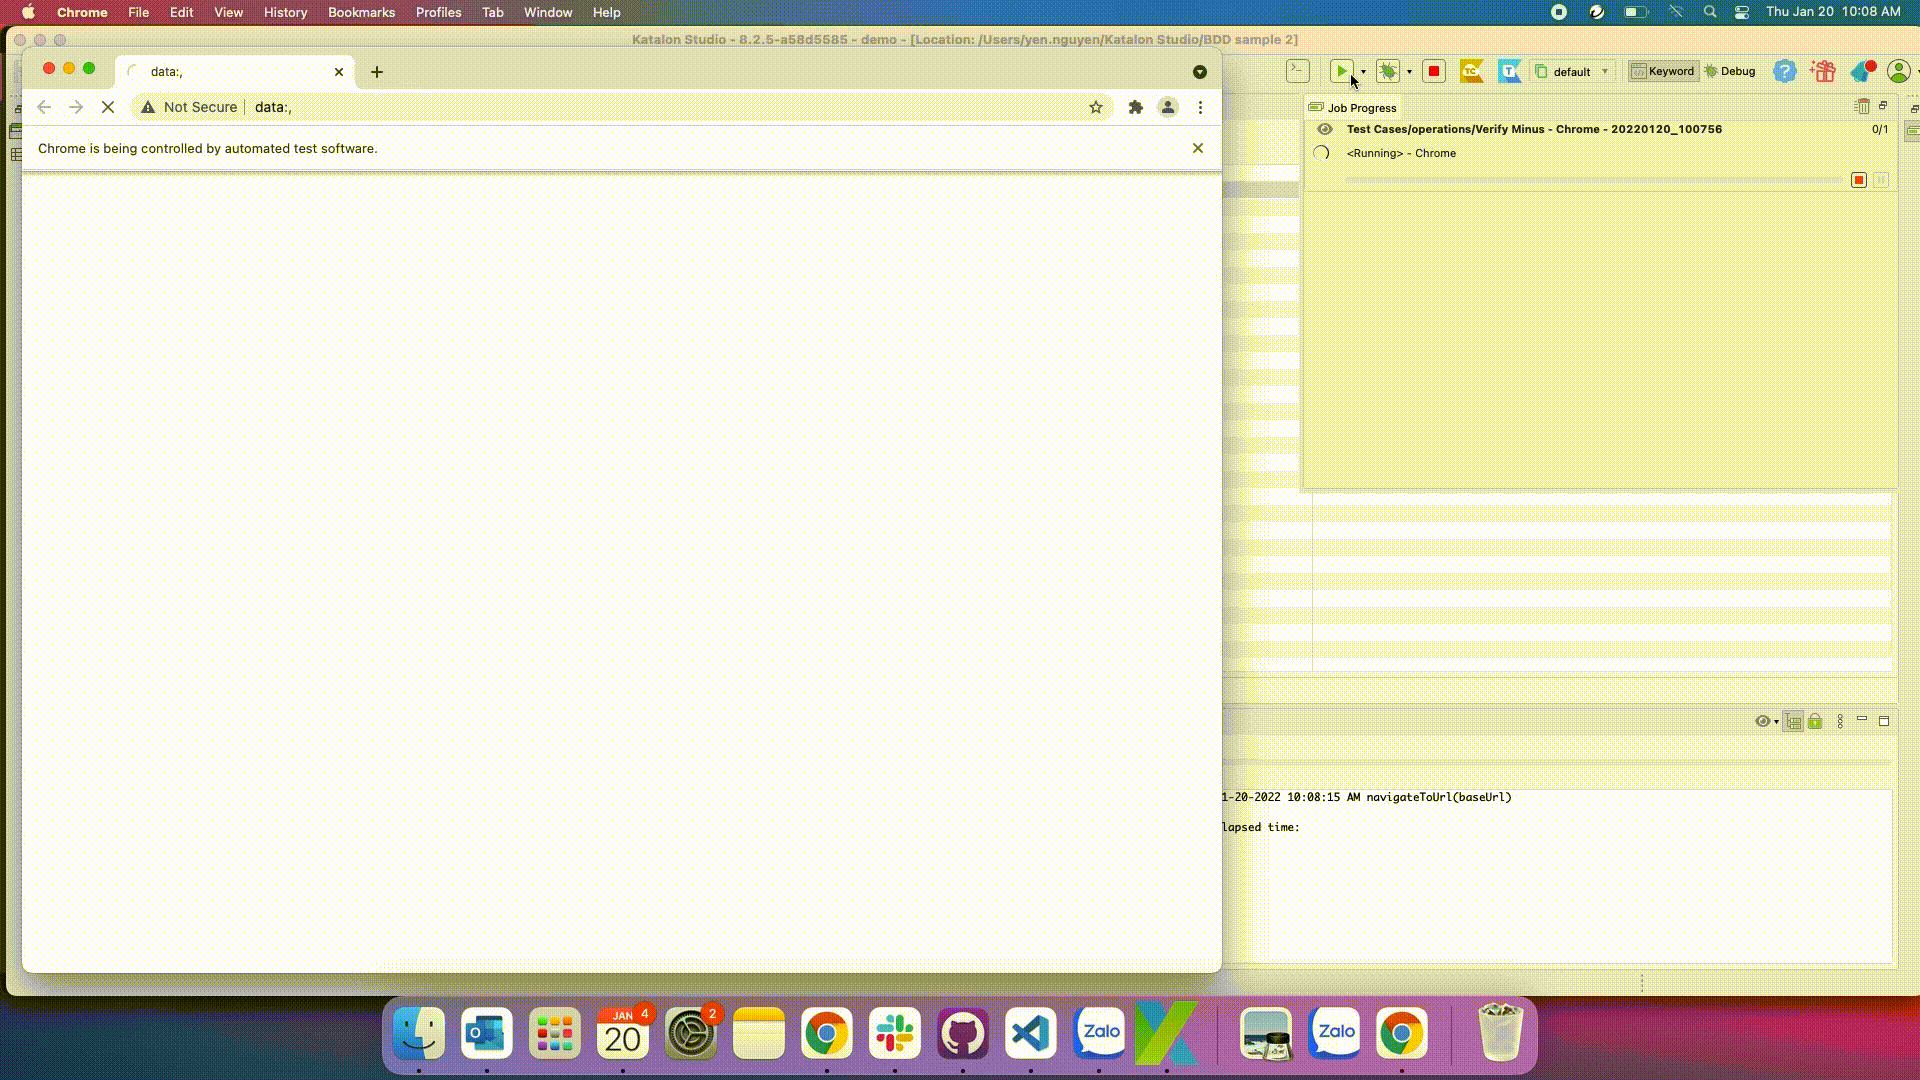 Chrome File Edit View History Bookmarks Profiles Tab Window Help
Thu Jan 20 10:08 AM
Katalon Studio - 8.2.5-a58d5585 - demo - [Location: /Users/yen.nguyen/Katalon Studio/BDD sample 2]
data:,
TC
T
default
Keyword
Debug
Not Secure
data:,
Job Progress
Test Cases/operations/Verify Minus - Chrome - 20220120_100756
0/1
Chrome is being controlled by automated test software.
<Running> - Chrome
1-20-2022 10:08:15 AM navigateToUrl(baseUrl)
lapsed time:
JAN
4
20
2
Zalo
Zalo